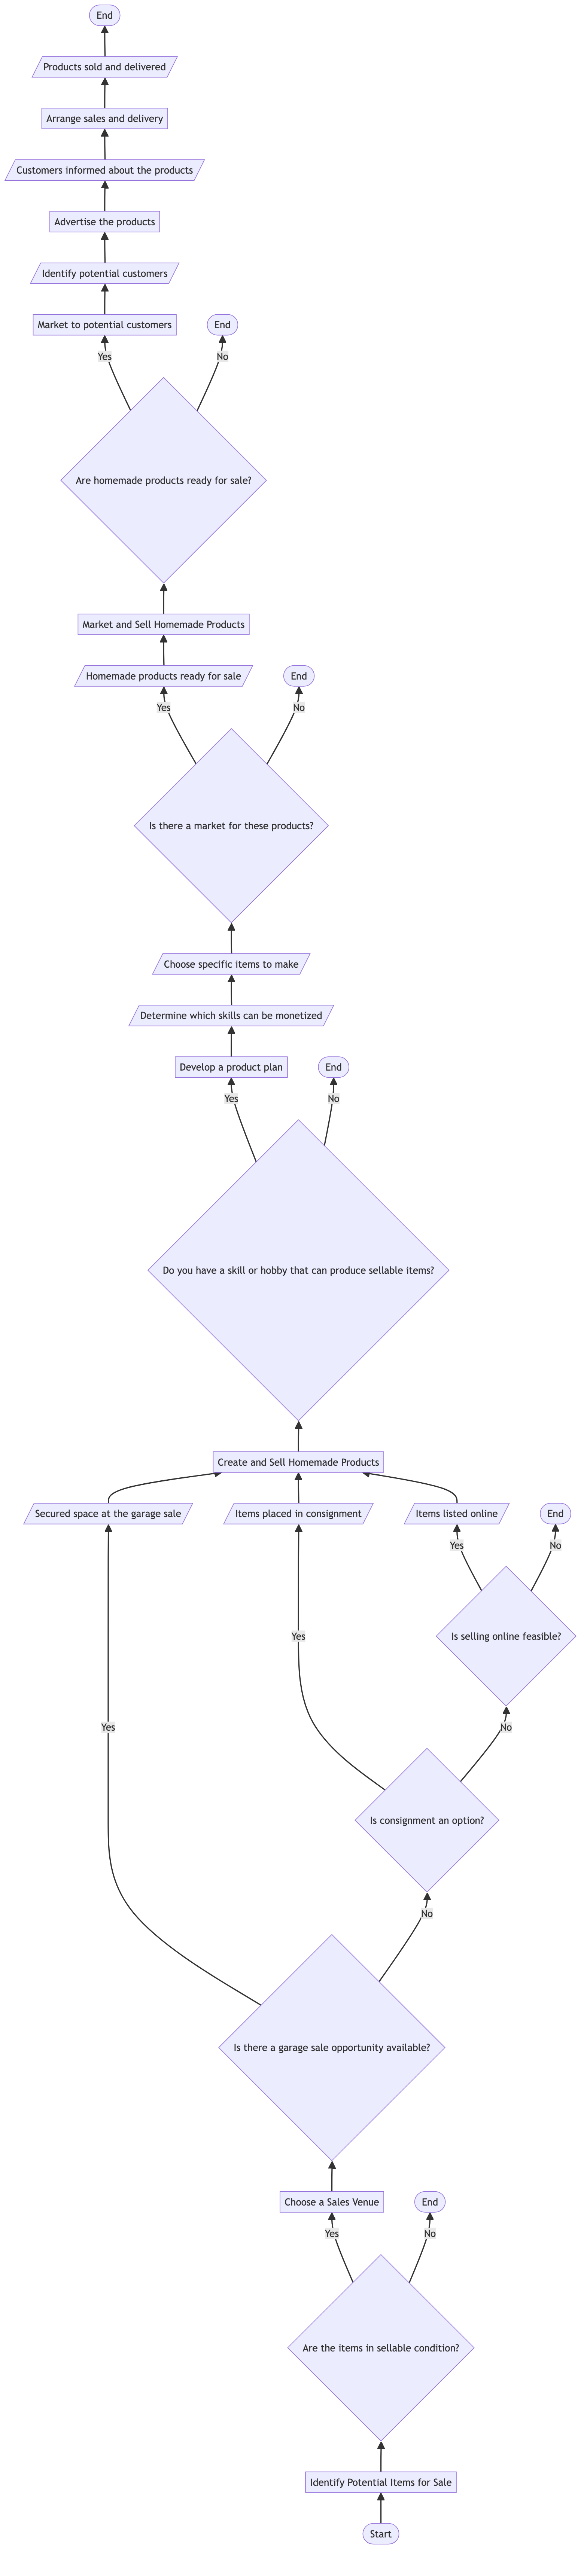 End
Products sold and delivered
Arrange sales and delivery
Customers informed about the products
Advertise the products
Identify potential customers
Market to potential customers
End
Yes
No
Are homemade products ready for sale?
Market and Sell Homemade Products
Homemade products ready for sale
End
Yes
No
Is there a market for these products?
Choose specific items to make
Determine which skills can be monetized
Develop a product plan
End
Yes
No
Do you have a skill or hobby that can produce sellable items?
Create and Sell Homemade Products
Secured space at the garage sale
Items placed in consignment
Items listed online
End
Yes
No
Yes
Is selling online feasible?
Yes
No
Is consignment an option?
No
Is there a garage sale opportunity available?
Choose a Sales Venue
End
Yes
No
Are the items in sellable condition?
Identify Potential Items for Sale
Start